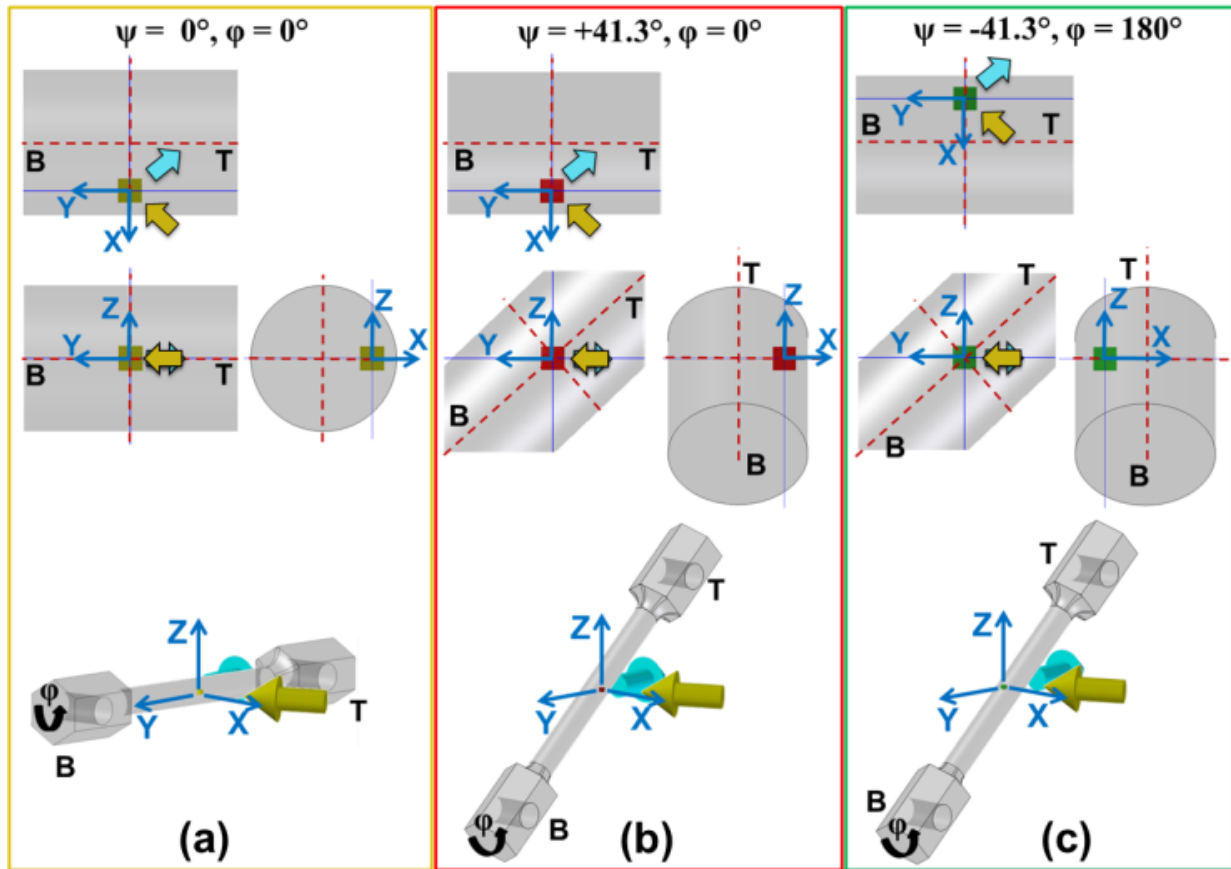 ψ = 0°, φ = 0°
B
T
Y
X
Z
Y
B
T
Z
X
Z
φ
Y
X
T
B
(a)
ψ = +41.3°, φ = 0°
B
T
Y
X
T
Z
T
Z
Y
X
B
B
Z
T
Y
X
φ
B
(b)
ψ = -41.3°, φ = 180°
Y
B
T
X
T
T
Z
Z
Y
X
B
B
T
Z
Y
X
B
φ
(c)